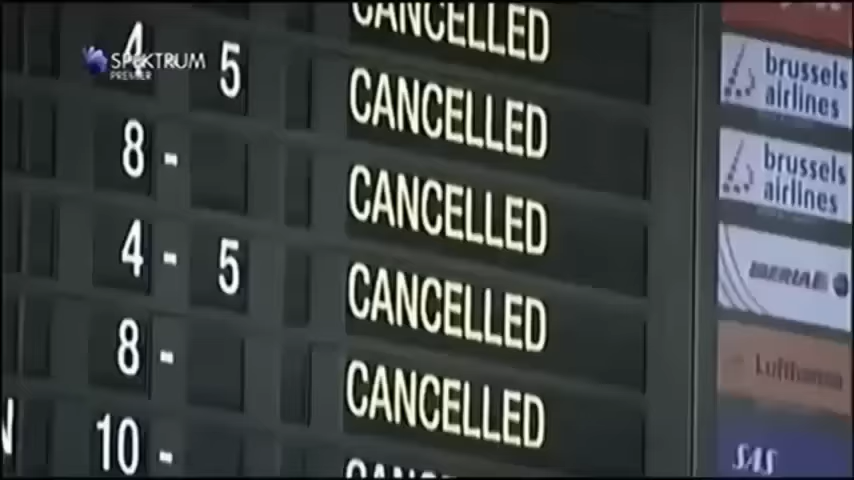 CANCELLED
4
SPEKTRUM
PREMIER
5
CANCELLED
brussels
airlines
8 -
CANCELLED
brussels
airlines
4 - 5
CANCELLED
IBERIA
8 -
CANCELLED
Lufthansa
10 -
CANCELLED
SAS
N